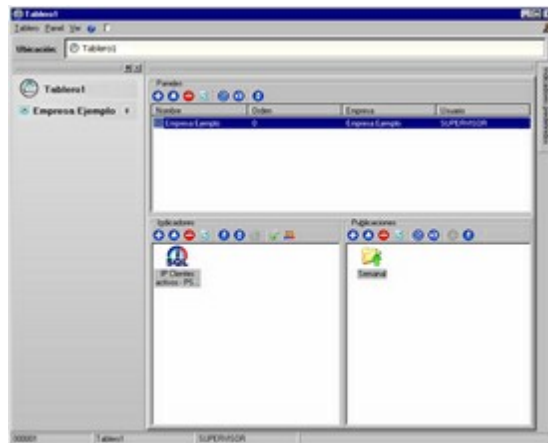 Tablero1
Tablero Panel Ver
Ubicación: Tablero1
Tablero1
Empresa Ejemplo
Paneles
Nombre Orden Empresa Usuario
Empresa Ejemplo 0 Empresa Ejemplo SUPERVISOR
Indicadores
Publicaciones
SQL
IP Clientes
activos - PS...
Semanal
000001 Tablero1 SUPERVISOR